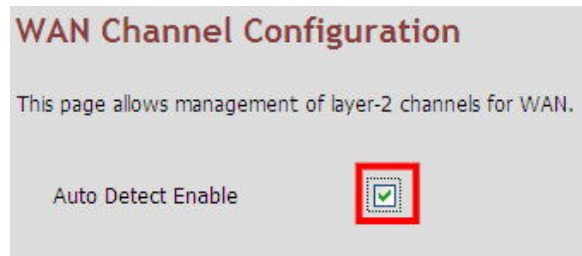 WAN Channel Configuration
This page allows management of layer-2 channels for WAN.
Auto Detect Enable